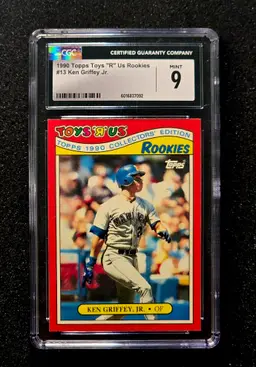 CGC
CERTIFIED GUARANTY COMPANY
1990 Topps Toys "R" Us Rookies
#13 Ken Griffey Jr.
MINT
9
TOYS "R" US
TOPPS 1990 COLLECTORS' EDITION
ROOKIES
Topps
KEN GRIFFEY, JR. • OF